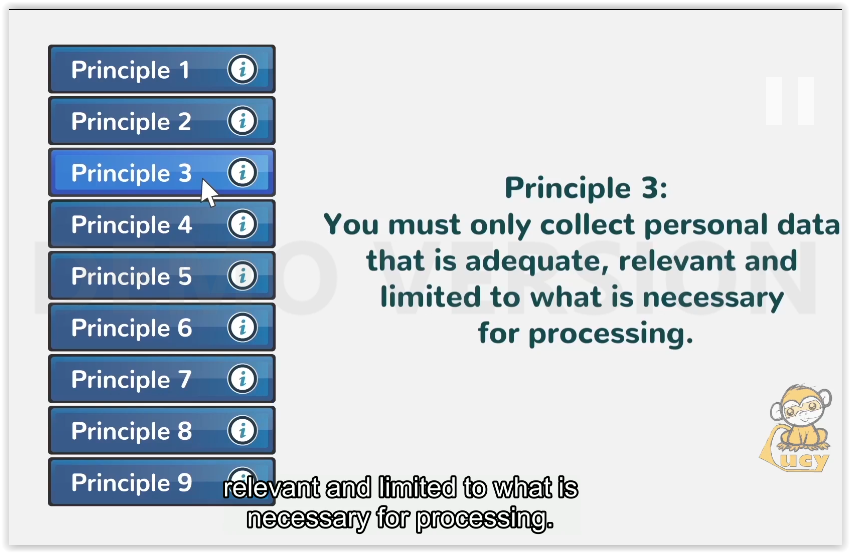 Principle 1
Principle 2
Principle 3
Principle 4
Principle 5
Principle 6
Principle 7
Principle 8
Principle 9
Principle 3:
You must only collect personal data
that is adequate, relevant and
limited to what is necessary
for processing.
DEMO VERSION
Lucy
relevant and limited to what is
necessary for processing.